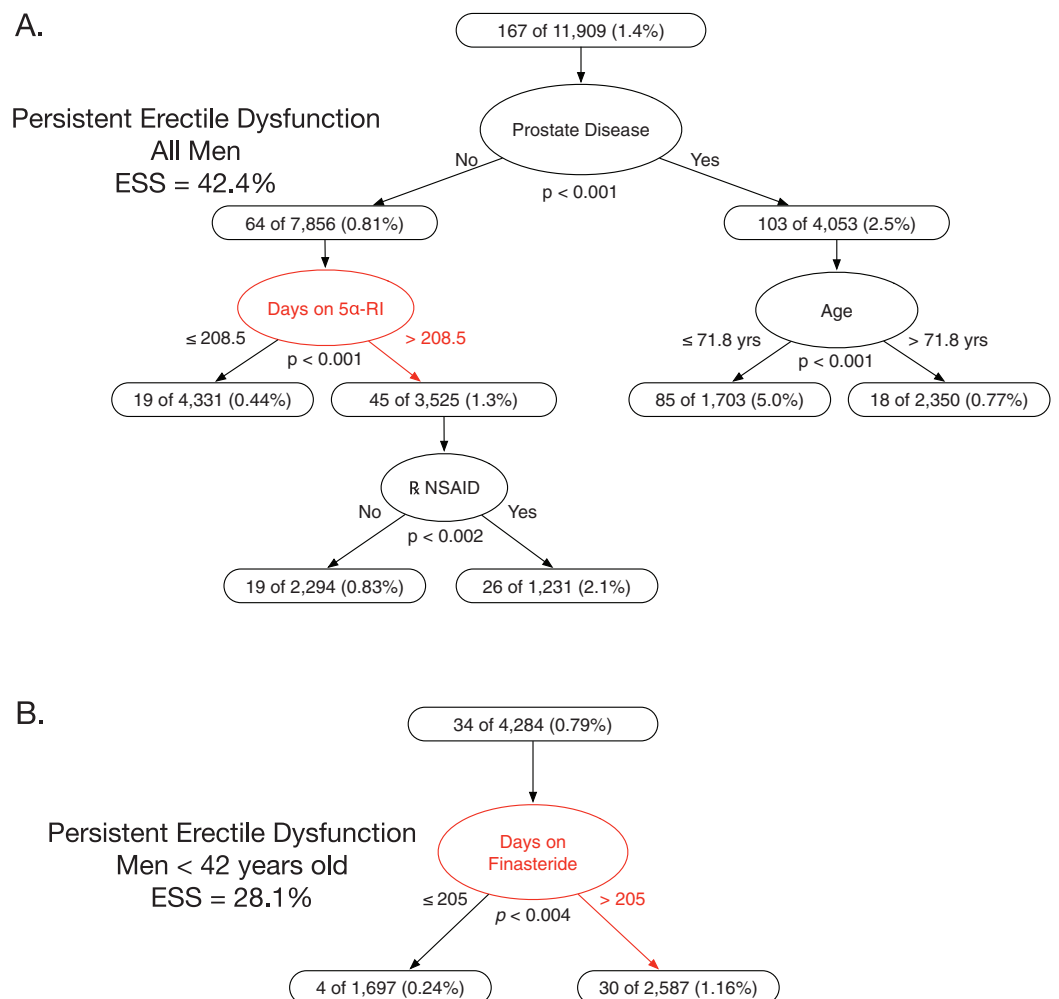 A.
167 of 11,909 (1.4%)
Persistent Erectile Dysfunction
All Men
ESS = 42.4%
Prostate Disease
No
Yes
p < 0.001
64 of 7,856 (0.81%)
103 of 4,053 (2.5%)
Days on 5α-RI
Age
≤ 208.5
> 208.5
p < 0.001
≤ 71.8 yrs
> 71.8 yrs
p < 0.001
19 of 4,331 (0.44%)
45 of 3,525 (1.3%)
85 of 1,703 (5.0%)
18 of 2,350 (0.77%)
℞ NSAID
No
Yes
p < 0.002
19 of 2,294 (0.83%)
26 of 1,231 (2.1%)
B.
34 of 4,284 (0.79%)
Persistent Erectile Dysfunction
Men < 42 years old
ESS = 28.1%
Days on
Finasteride
≤ 205
> 205
p < 0.004
4 of 1,697 (0.24%)
30 of 2,587 (1.16%)